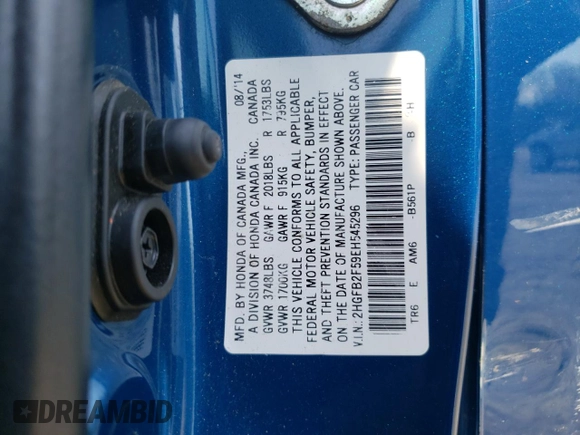 MFD. BY HONDA OF CANADA MFG., 08/14
A DIVISION OF HONDA CANADA INC. CANADA
GVWR 3748LBS GAWR F 2018LBS R 1753LBS
GVWR 1700KG GAWR F 915KG R 795KG
THIS VEHICLE CONFORMS TO ALL APPLICABLE
FEDERAL MOTOR VEHICLE SAFETY, BUMPER,
AND THEFT PREVENTION STANDARDS IN EFFECT
ON THE DATE OF MANUFACTURE SHOWN ABOVE.
V.I.N.: 2HGFB2F59EH545296 TYPE: PASSENGER CAR
TR6 E AM6 -B561P -B H
DREAMBID